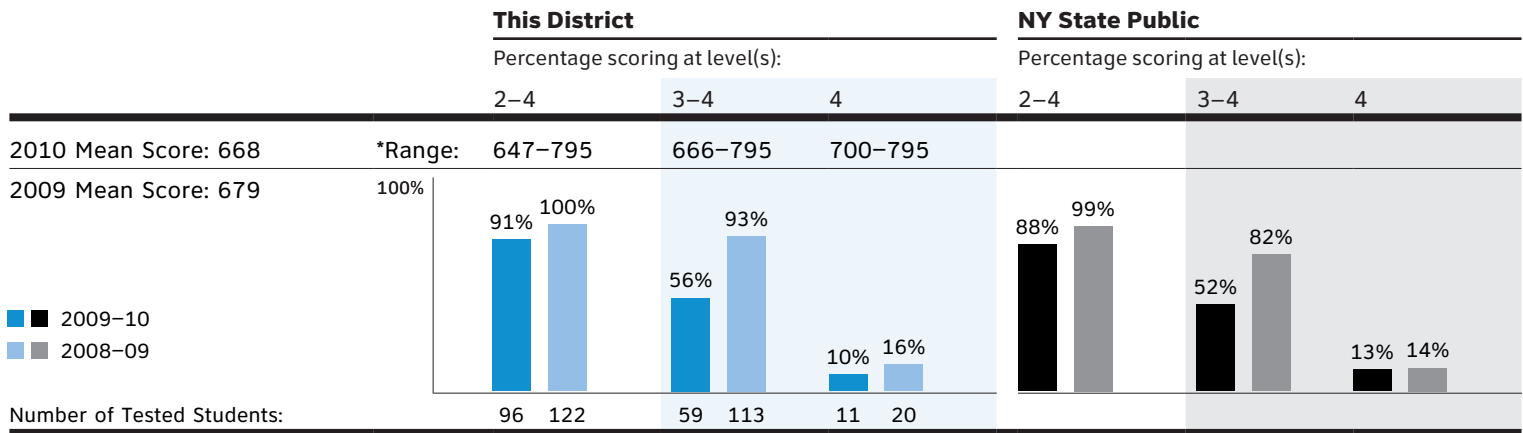 This District NY State Public
Percentage scoring at level(s): Percentage scoring at level(s):
2–4 3–4 4 2–4 3–4 4
2010 Mean Score: 668 *Range: 647–795 666–795 700–795
2009 Mean Score: 679 100%
91% 100% 56% 93% 10% 16% 88% 99% 52% 82% 13% 14%
2009–10
2008–09
Number of Tested Students: 96 122 59 113 11 20